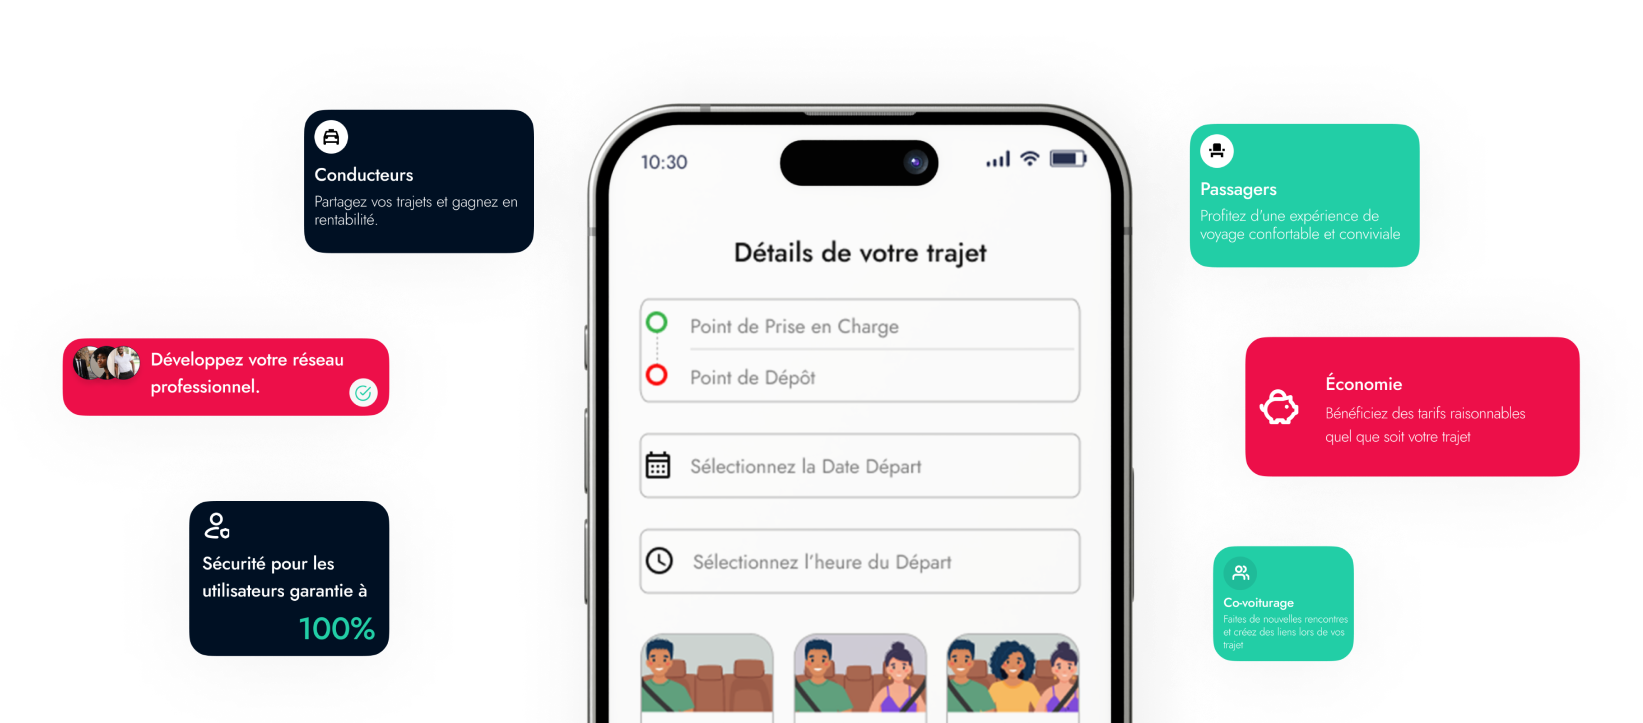 Conducteurs
Partagez vos trajets et gagnez en
rentabilité.
Développez votre réseau
professionnel.
Sécurité pour les
utilisateurs garantie à
100%
10:30
Détails de votre trajet
Point de Prise en Charge
Point de Dépôt
Sélectionnez la Date Départ
Sélectionnez l'heure du Départ
Passagers
Profitez d'une expérience de
voyage confortable et conviviale
Économie
Bénéficiez des tarifs raisonnables
quel que soit votre trajet
Co-voiturage
Faites de nouvelles rencontres
et créez des liens lors de vos
trajet